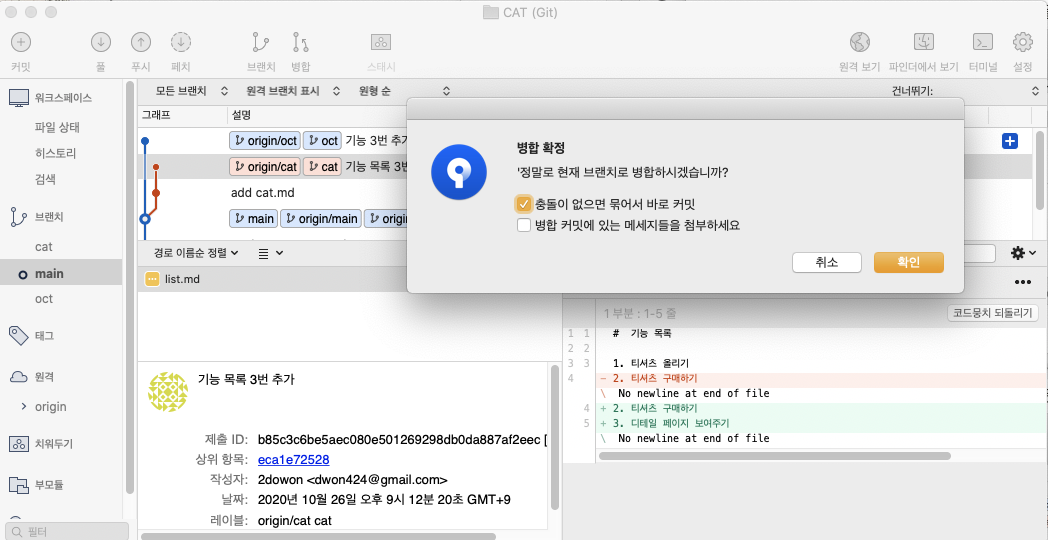 CAT (Git)
커밋
풀
푸시
페치
브랜치
병합
스태시
원격 보기
파인더에서 보기
터미널
설정
워크스페이스
파일 상태
히스토리
검색
브랜치
cat
main
oct
태그
원격
origin
치워두기
부모듈
필터
모든 브랜치
원격 브랜치 표시
원형 순
건너뛰기:
그래프
설명
origin/oct oct 기능 3번 추가
origin/cat cat 기능 목록 3번
add cat.md
main origin/main origin
병합 확정
'정말로 현재 브랜치로 병합하시겠습니까?
충돌이 없으면 묶어서 바로 커밋
병합 커밋에 있는 메세지들을 첨부하세요
취소
확인
경로 이름순 정렬
list.md
기능 목록 3번 추가
제출 ID: b85c3c6be5aec080e501269298db0da887af2eec [
상위 항목: eca1e72528
작성자: 2dowon <dwon424@gmail.com>
날짜: 2020년 10월 26일 오후 9시 12분 20초 GMT+9
레이블: origin/cat cat
1 부분 : 1-5 줄
코드뭉치 되돌리기
1 1 # 기능 목록
2 2
3 3 1. 티셔츠 올리기
4 - 2. 티셔츠 구매하기
\ No newline at end of file
4 + 2. 티셔츠 구매하기
5 + 3. 디테일 페이지 보여주기
\ No newline at end of file